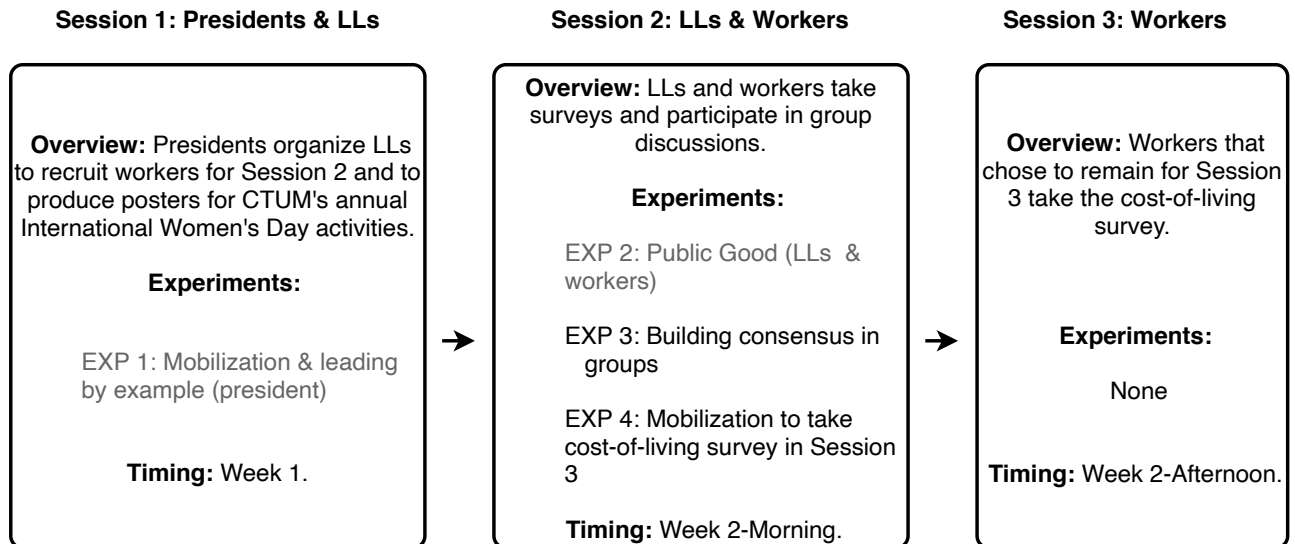 Session 1: Presidents & LLs
Overview: Presidents organize LLs
to recruit workers for Session 2 and to
produce posters for CTUM's annual
International Women's Day activities.
Experiments:
EXP 1: Mobilization & leading
by example (president)
Timing: Week 1.
Session 2: LLs & Workers
Overview: LLs and workers take
surveys and participate in group
discussions.
Experiments:
EXP 2: Public Good (LLs & 
workers)
EXP 3: Building consensus in
groups
EXP 4: Mobilization to take
cost-of-living survey in Session
3
Timing: Week 2-Morning.
Session 3: Workers
Overview: Workers that
chose to remain for Session
3 take the cost-of-living
survey.
Experiments:
None
Timing: Week 2-Afternoon.